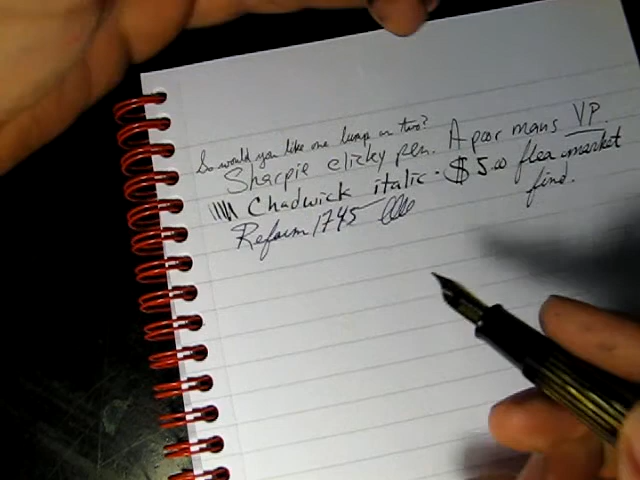 So would you like one lump or two?
Sharpie clicky pen. A poor mans VP.
Chadwick italic. $5.00 flea market find.
Reform 1745